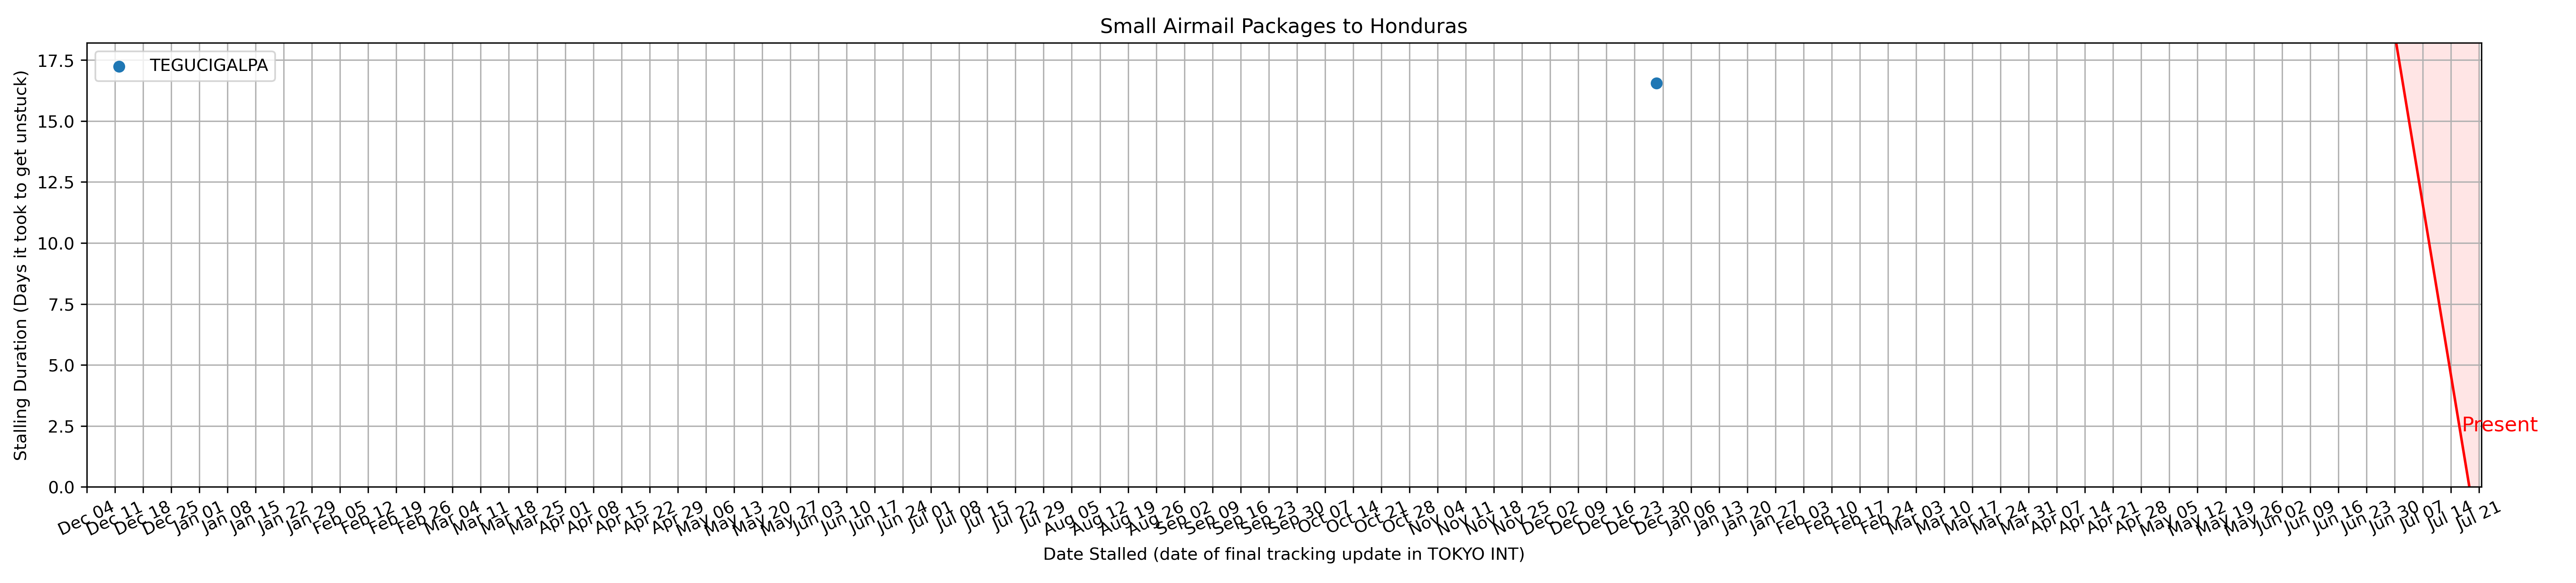 Small Airmail Packages to Honduras
TEGUCIGALPA
Stalling Duration (Days it took to get unstuck)
17.5
15.0
12.5
10.0
7.5
5.0
2.5
0.0
Present
Dec 04 Dec 11 Dec 18 Dec 25 Jan 01 Jan 08 Jan 15 Jan 22 Jan 29 Feb 05 Feb 12 Feb 19 Feb 26 Mar 04 Mar 11 Mar 18 Mar 25 Apr 01 Apr 08 Apr 15 Apr 22 Apr 29 May 06 May 13 May 20 May 27 Jun 03 Jun 10 Jun 17 Jun 24 Jul 01 Jul 08 Jul 15 Jul 22 Jul 29 Aug 05 Aug 12 Aug 19 Aug 26 Sep 02 Sep 09 Sep 16 Sep 23 Sep 30 Oct 07 Oct 14 Oct 21 Oct 28 Nov 04 Nov 11 Nov 18 Nov 25 Dec 02 Dec 09 Dec 16 Dec 23 Dec 30 Jan 06 Jan 13 Jan 20 Jan 27 Feb 03 Feb 10 Feb 17 Feb 24 Mar 03 Mar 10 Mar 17 Mar 24 Mar 31 Apr 07 Apr 14 Apr 21 Apr 28 May 05 May 12 May 19 May 26 Jun 02 Jun 09 Jun 16 Jun 23 Jun 30 Jul 07 Jul 14 Jul 21
Date Stalled (date of final tracking update in TOKYO INT)